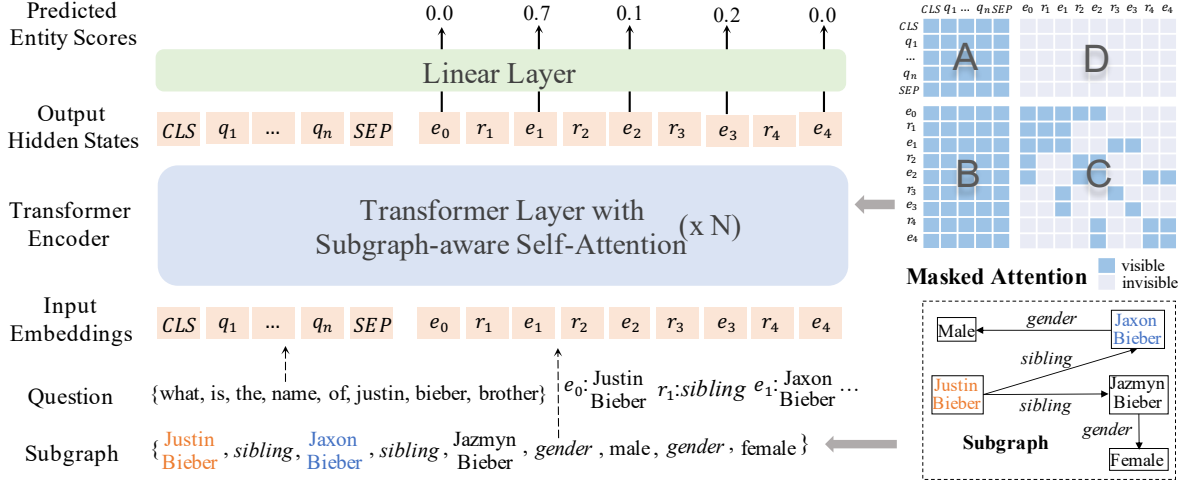 Predicted
Entity Scores
0.0 0.7 0.1 0.2 0.0
Linear Layer
Output
Hidden States
CLS q₁ ... qₙ SEP e₀ r₁ e₁ r₂ e₂ r₃ e₃ r₄ e₄
Transformer
Encoder
Transformer Layer with
Subgraph-aware Self-Attention (x N)
Input
Embeddings
CLS q₁ ... qₙ SEP e₀ r₁ e₁ r₂ e₂ r₃ e₃ r₄ e₄
Question
{what, is, the, name, of, justin, bieber, brother}
e₀: Justin Bieber r₁: sibling e₁: Jaxon Bieber ...
Subgraph
{ Justin Bieber , sibling, Jaxon Bieber , sibling, Jazmyn Bieber , gender , male , gender , female }
CLS q₁ ... qₙ SEP e₀ r₁ e₁ r₂ e₂ r₃ e₃ r₄ e₄
CLS
q₁
...
qₙ
SEP
e₀
r₁
e₁
r₂
e₂
r₃
e₃
r₄
e₄
A D
B C
Masked Attention
visible
invisible
Male
gender
Jaxon
Bieber
sibling
Justin
Bieber
sibling
Jazmyn
Bieber
gender
Subgraph
Female